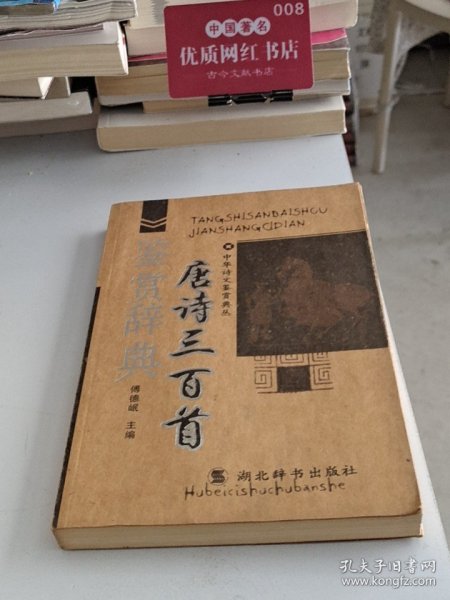 008
中国著名
优质网红书店
古今文献书店
TANGSHISANBAISHOU
JIANSHANGCIDIAN
中华诗文鉴赏典丛
鉴赏辞典
唐诗三百首
傅德岷 主编
湖北辞书出版社
Hubeicishuchubanshe
孔夫子旧书网
www.kongfz.com